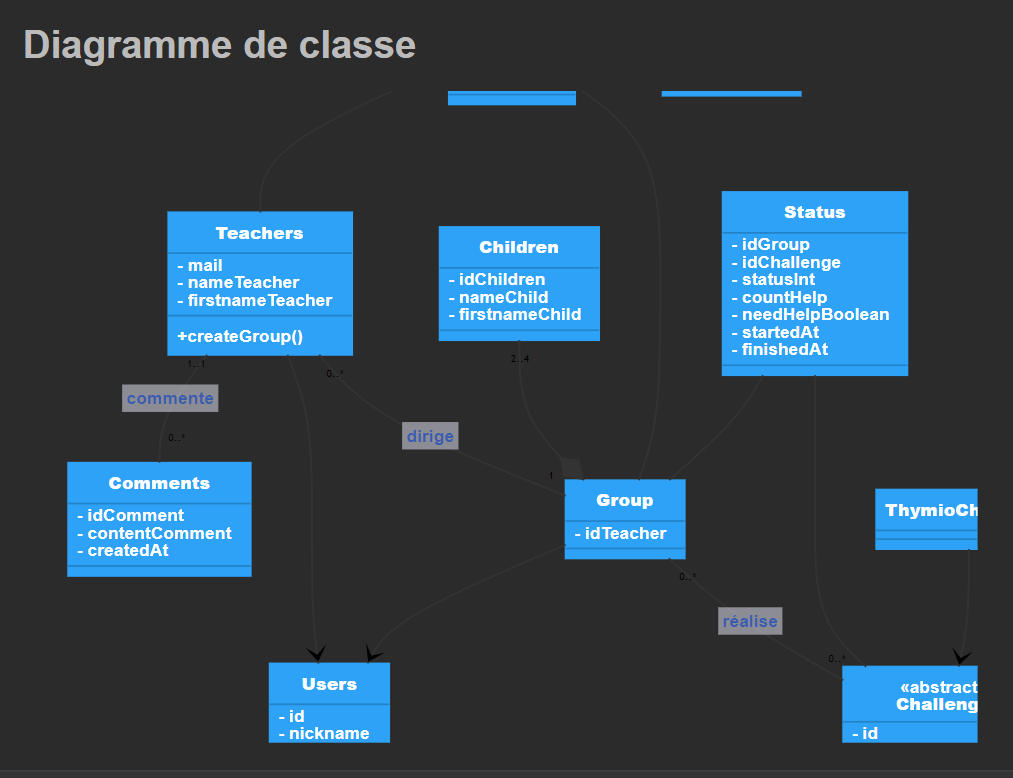 Diagramme de classe
Teachers
- mail
- nameTeacher
- firstnameTeacher
+createGroup()
Children
- idChildren
- nameChild
- firstnameChild
Status
- idGroup
- idChallenge
- statusInt
- countHelp
- needHelpBoolean
- startedAt
- finishedAt
1..1
0..*
2..4
commente
0..*
dirige
Comments
- idComment
- contentComment
- createdAt
1
Group
- idTeacher
ThymioCh
0..*
réalise
0..*
Users
- id
- nickname
«abstract
Challeng
- id